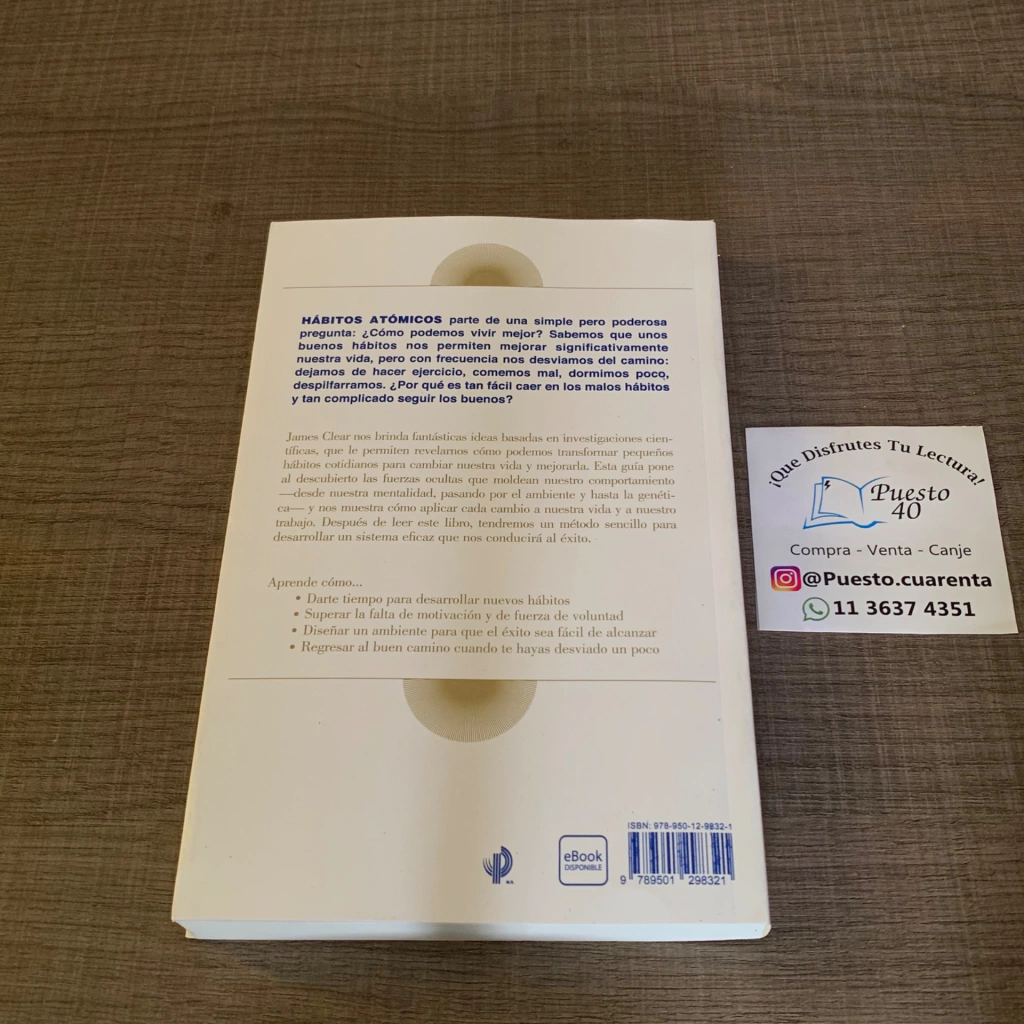 HÁBITOS ATÓMICOS parte de una simple pero poderosa
pregunta: ¿Cómo podemos vivir mejor? Sabemos que unos
buenos hábitos nos permiten mejorar significativamente
nuestra vida, pero con frecuencia nos desviamos del camino:
dejamos de hacer ejercicio, comemos mal, dormimos poco,
despilfarramos. ¿Por qué es tan fácil caer en los malos hábitos
y tan complicado seguir los buenos?
James Clear nos brinda fantásticas ideas basadas en investigaciones cien-
tíficas, que le permiten revelarnos cómo podemos transformar pequeños
hábitos cotidianos para cambiar nuestra vida y mejorarla. Esta guía pone
al descubierto las fuerzas ocultas que moldean nuestro comportamiento
—desde nuestra mentalidad, pasando por el ambiente y hasta la genéti-
ca— y nos muestra cómo aplicar cada cambio a nuestra vida y a nuestro
trabajo. Después de leer este libro, tendremos un método sencillo para
desarrollar un sistema eficaz que nos conducirá al éxito.
Aprende cómo...
• Darte tiempo para desarrollar nuevos hábitos
• Superar la falta de motivación y de fuerza de voluntad
• Diseñar un ambiente para que el éxito sea fácil de alcanzar
• Regresar al buen camino cuando te hayas desviado un poco
eBook
DISPONIBLE
ISBN: 978-950-12-9832-1
9 789501 298321
¡Que Disfrutes Tu Lectura!
Puesto
40
Compra - Venta - Canje
@Puesto.cuarenta
11 3637 4351